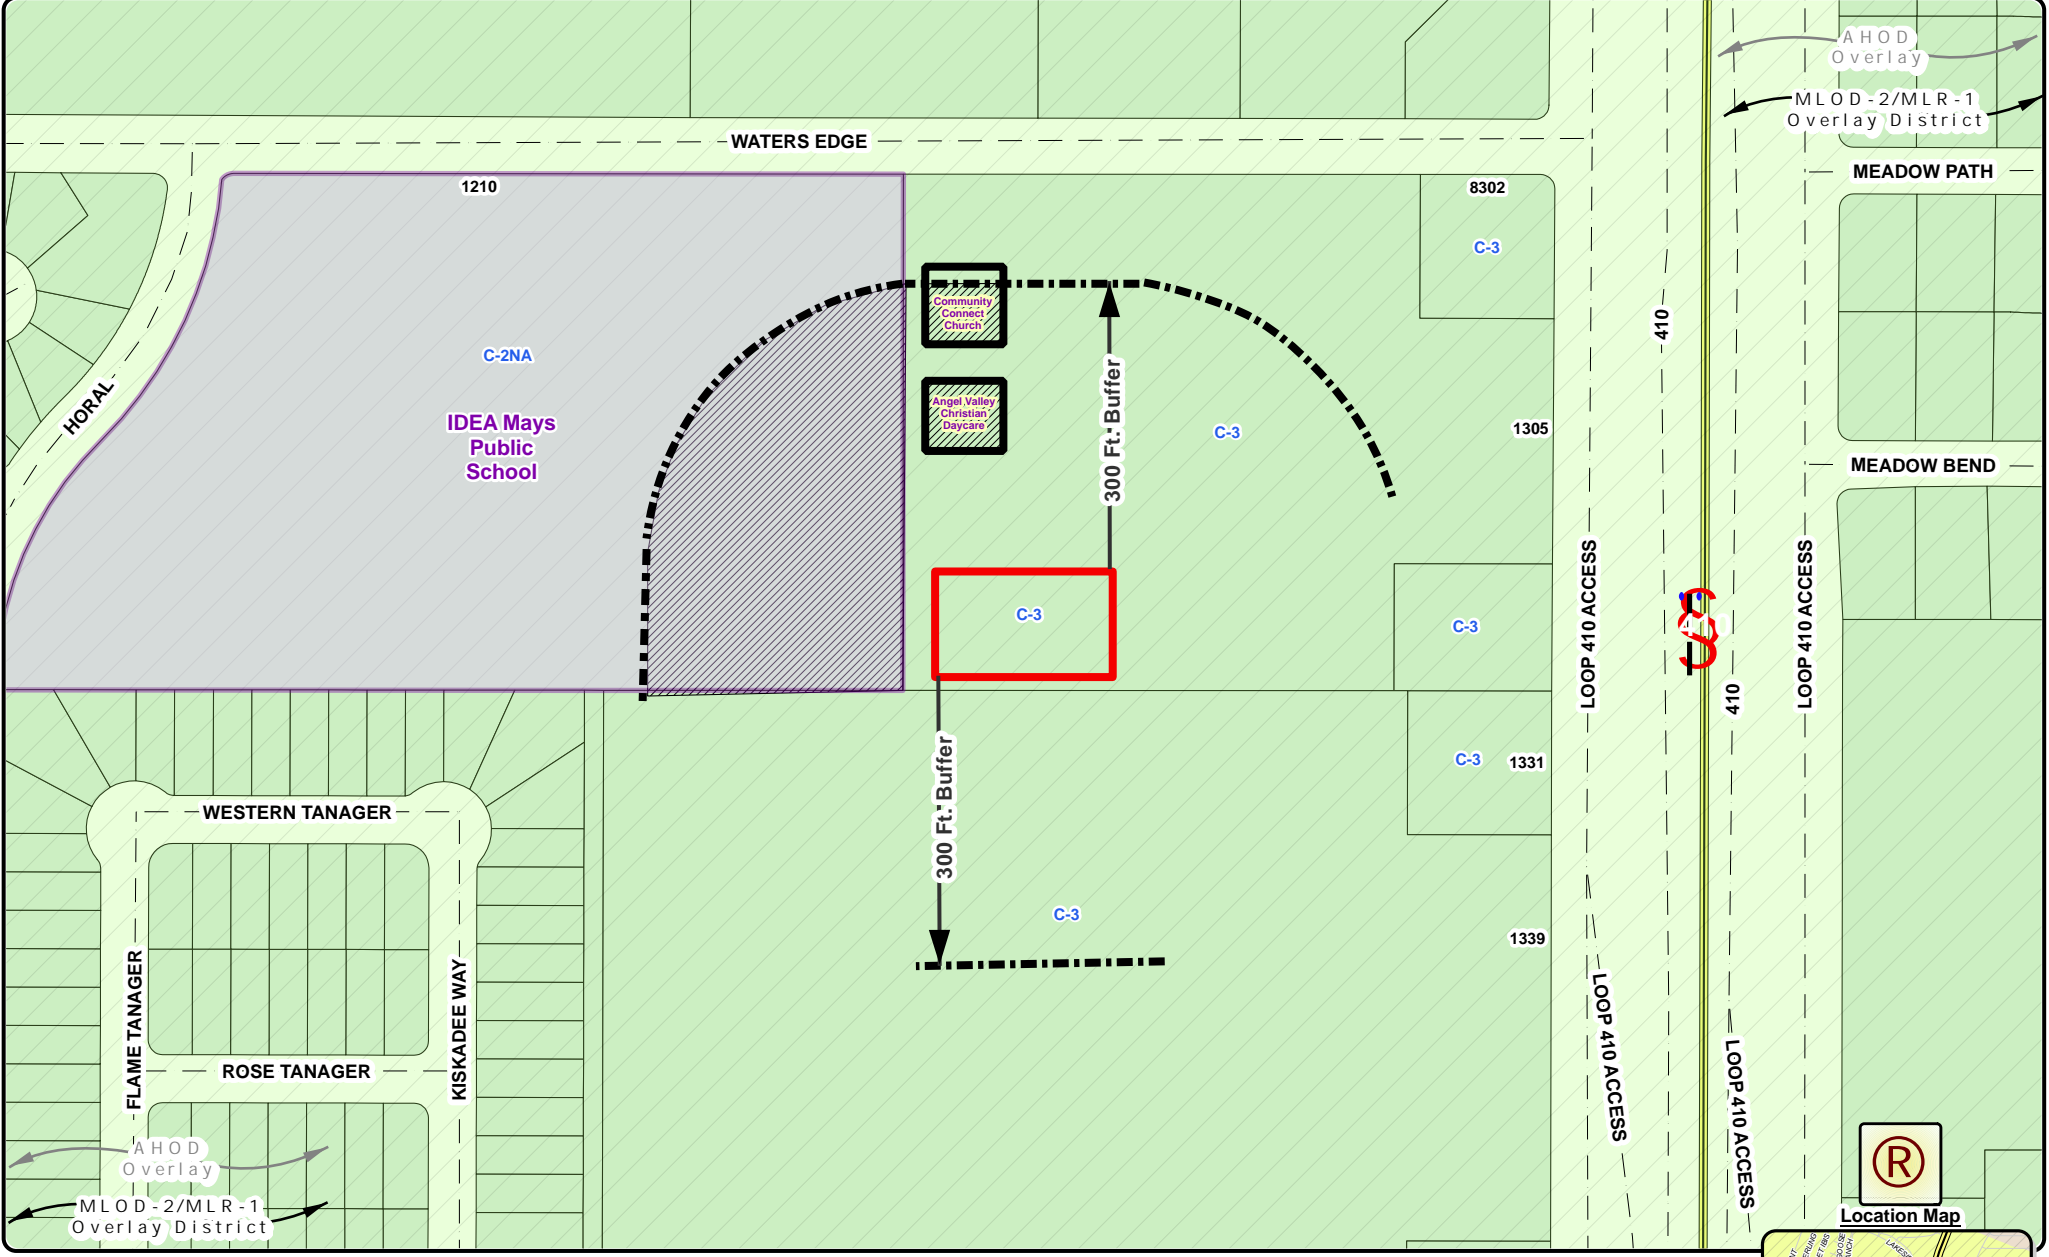 AHOD
Overlay
MLOD-2/MLR-1
Overlay District
WATERS EDGE
MEADOW PATH
1210
8302
C-3
Community
Connect
Church
410
C-2NA
HORAL
Angel Valley
Christian
Daycare
300 Ft. Buffer
C-3
1305
IDEA Mays
Public
School
MEADOW BEND
LOOP 410 ACCESS
LOOP 410 ACCESS
C-3
C-3
410
C-3
1331
WESTERN TANAGER
300 Ft. Buffer
C-3
1339
FLAME TANAGER
KISKADEE WAY
LOOP 410 ACCESS
LOOP 410 ACCESS
ROSE TANAGER
AHOD
Overlay
MLOD-2/MLR-1
Overlay District
®
Location Map